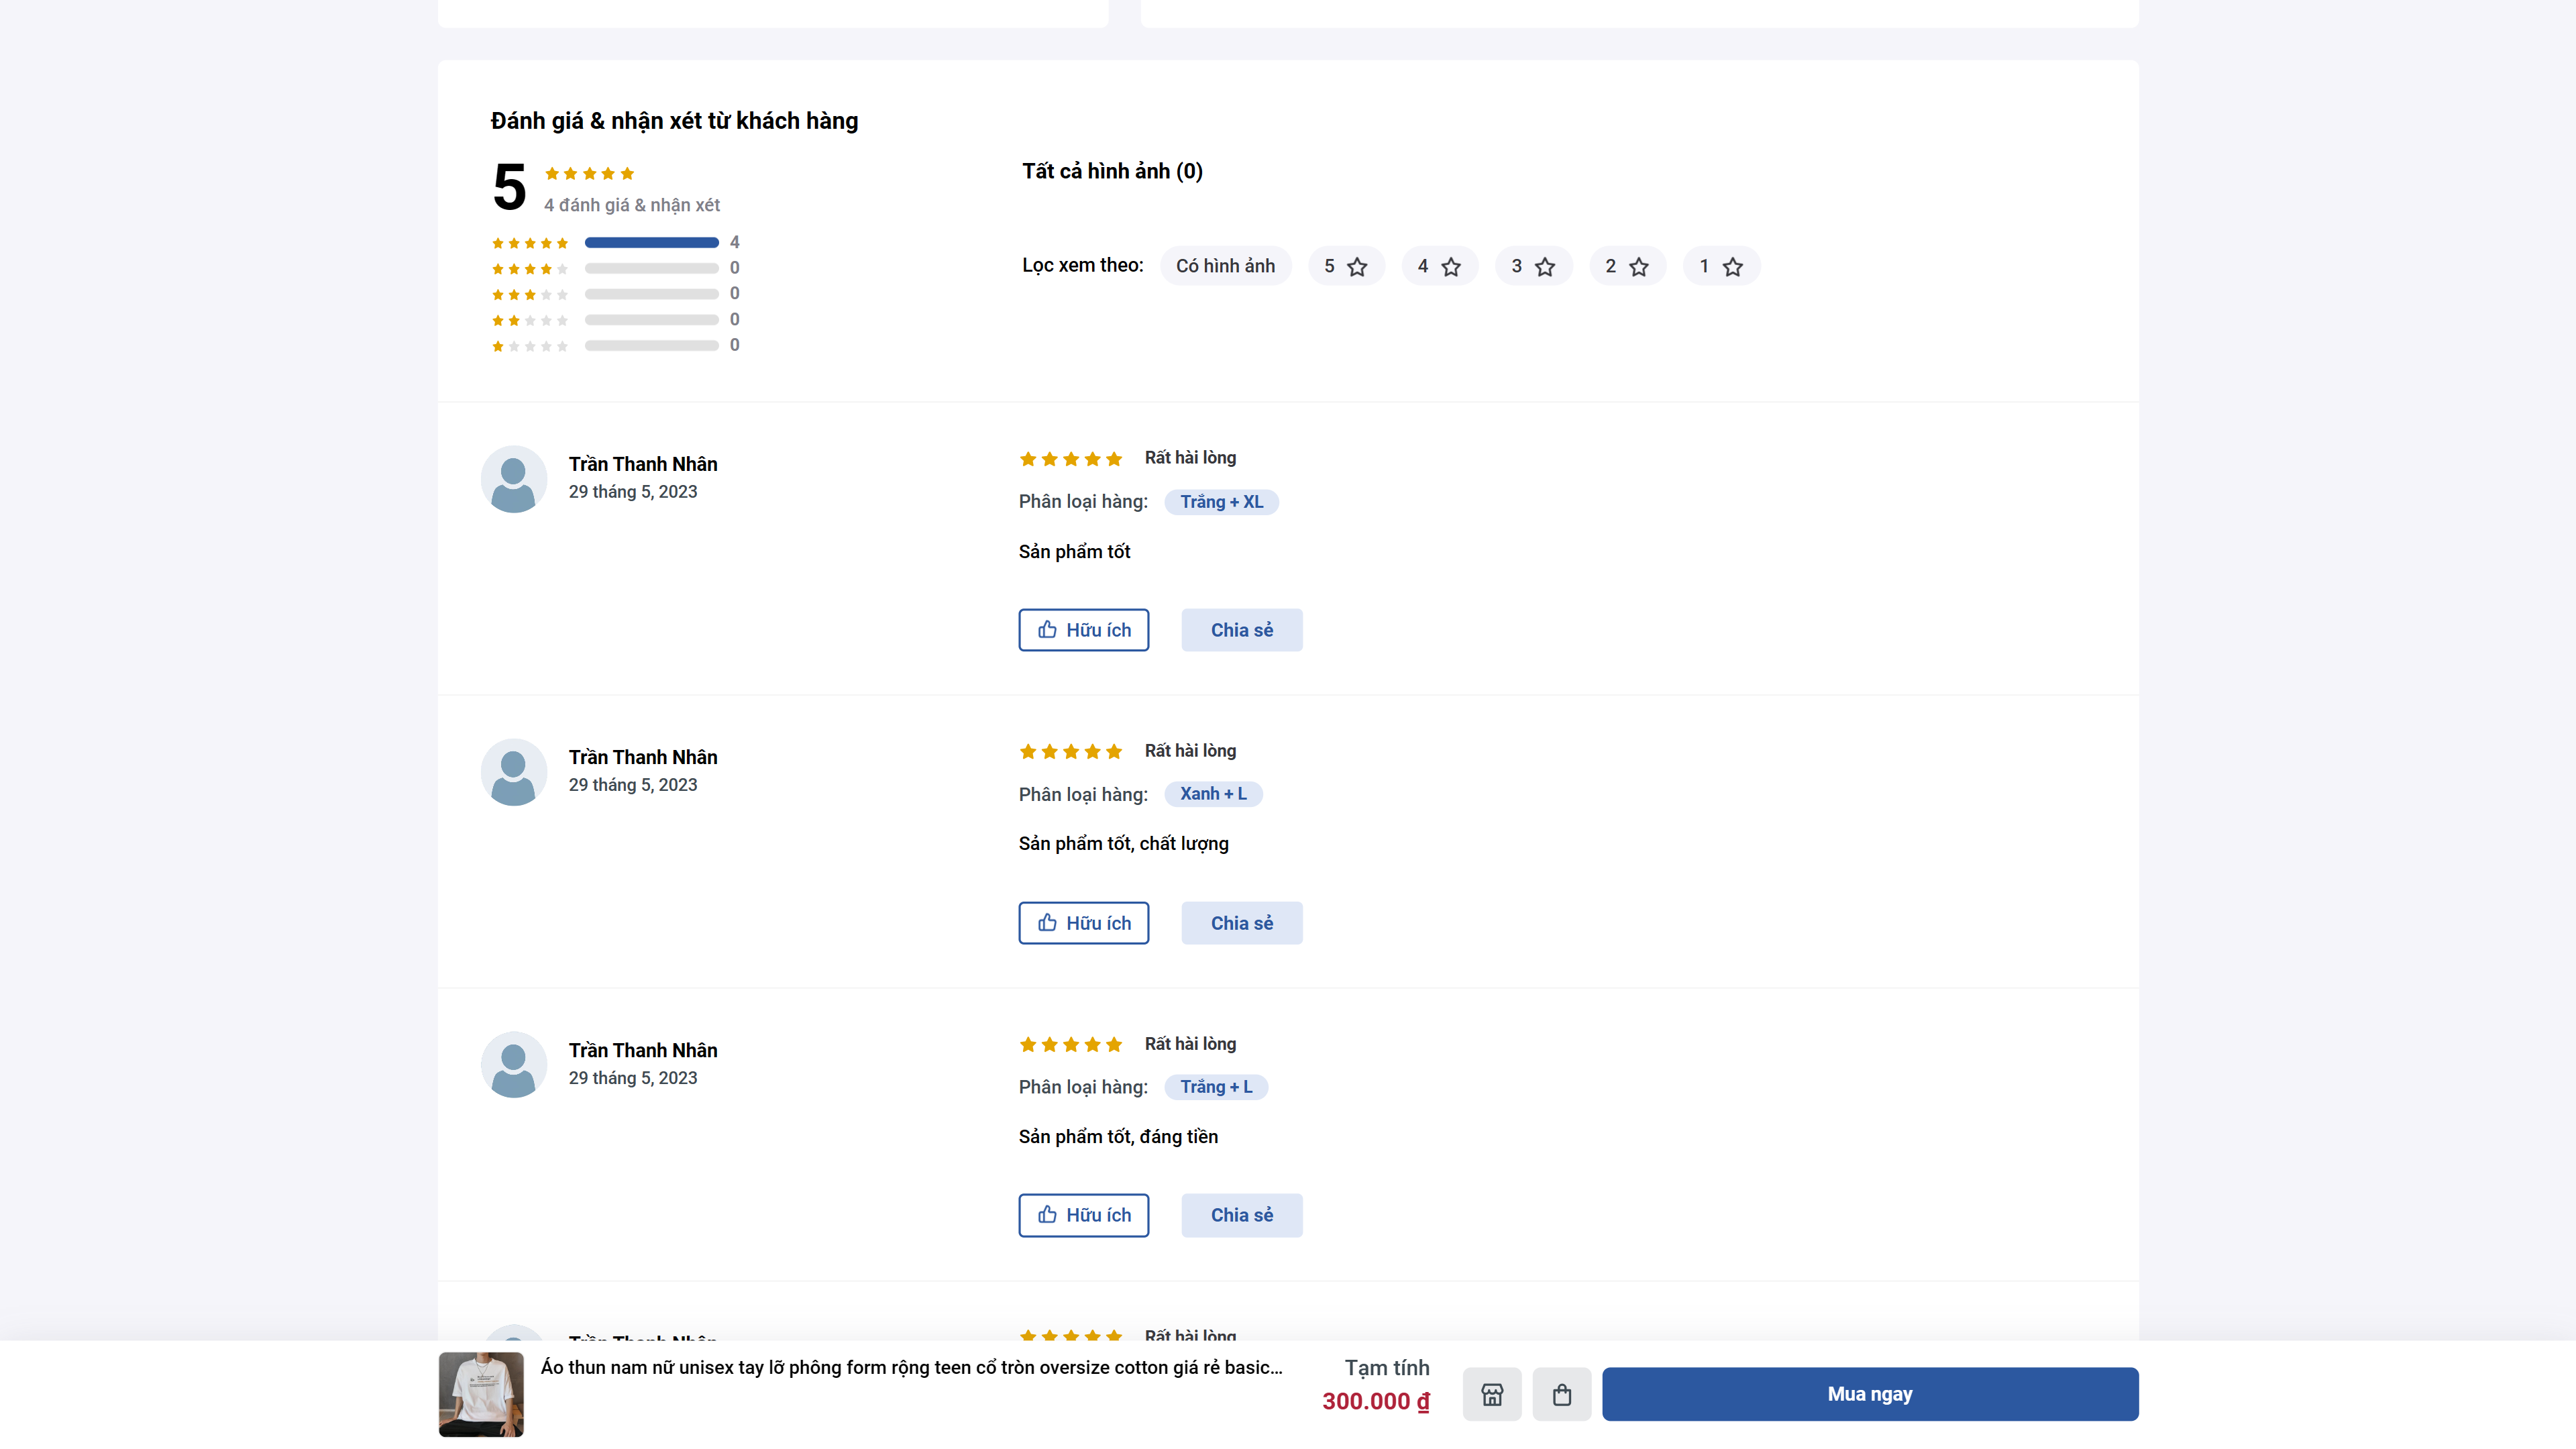 Đánh giá & nhận xét từ khách hàng
5
4 đánh giá & nhận xét
4
0
0
0
0
Tất cả hình ảnh (0)
Lọc xem theo: Có hình ảnh 5 4 3 2 1
Trần Thanh Nhân
29 tháng 5, 2023
Rất hài lòng
Phân loại hàng: Trắng + XL
Sản phẩm tốt
Hữu ích Chia sẻ
Trần Thanh Nhân
29 tháng 5, 2023
Rất hài lòng
Phân loại hàng: Xanh + L
Sản phẩm tốt, chất lượng
Hữu ích Chia sẻ
Trần Thanh Nhân
29 tháng 5, 2023
Rất hài lòng
Phân loại hàng: Trắng + L
Sản phẩm tốt, đáng tiền
Hữu ích Chia sẻ
Trần Thanh Nhân
Rất hài lòng
Áo thun nam nữ unisex tay lỡ phông form rộng teen cổ tròn oversize cotton giá rẻ basic...
Tạm tính
300.000 ₫
Mua ngay